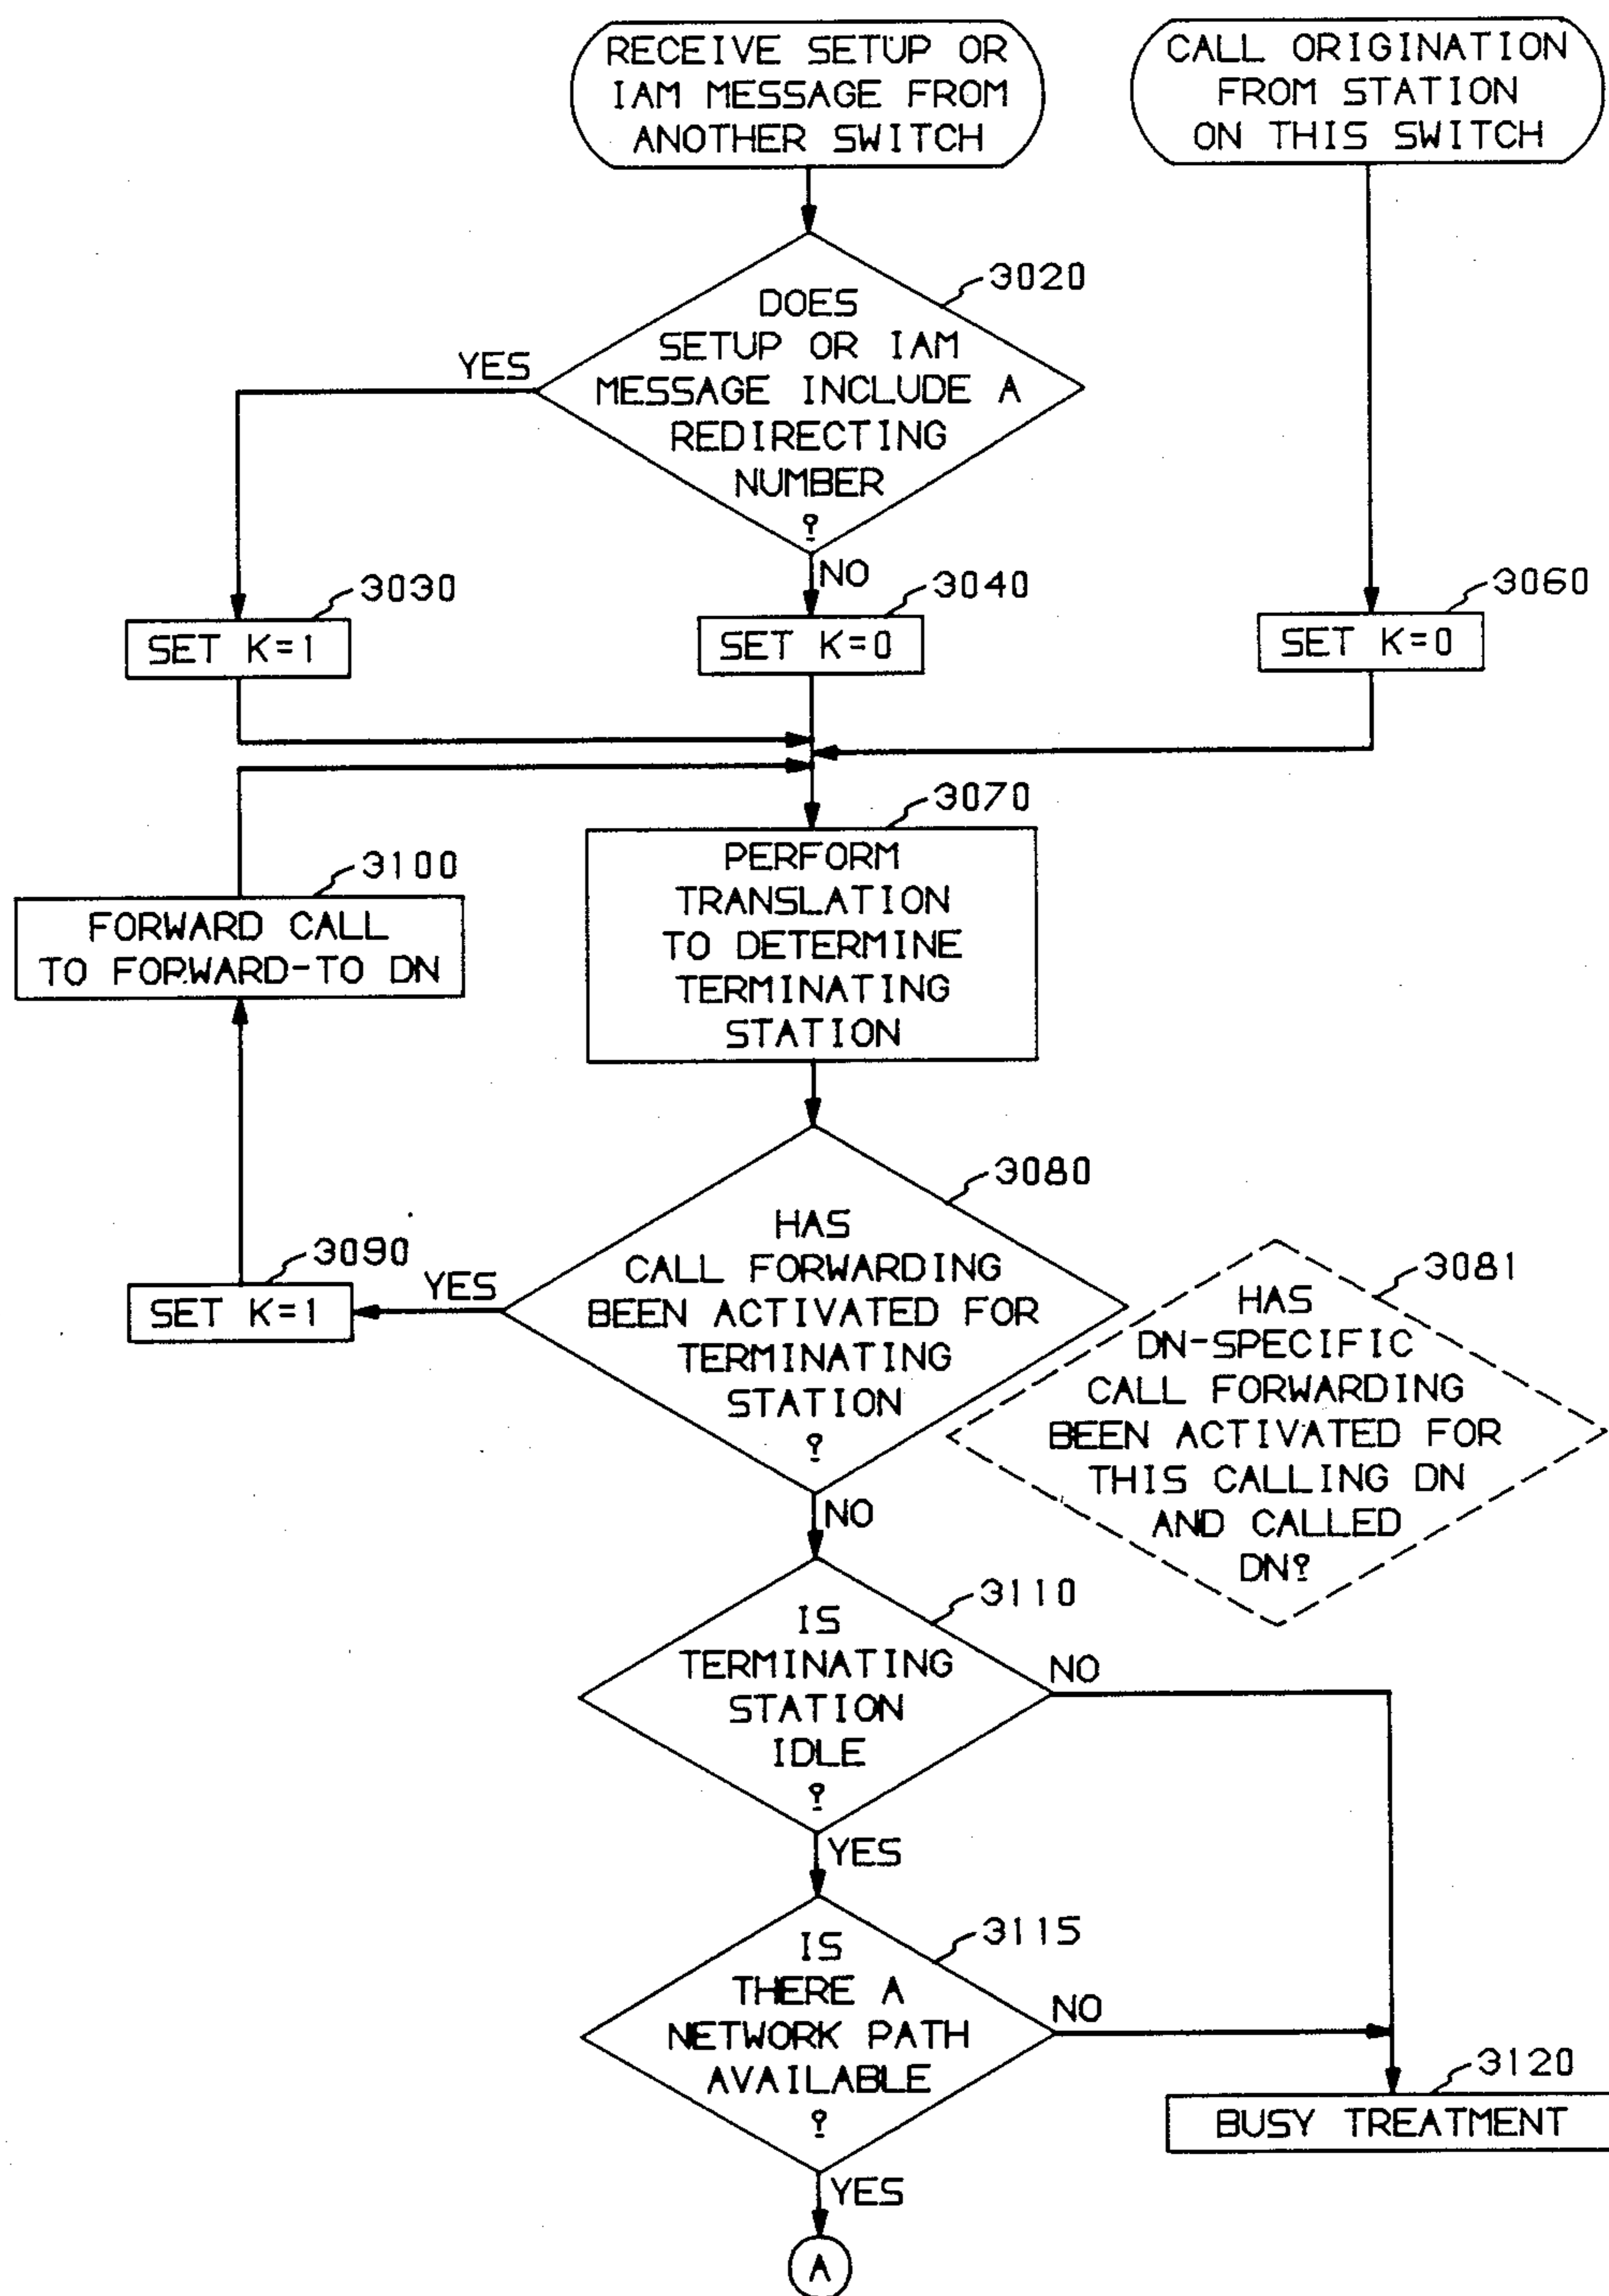 RECEIVE SETUP OR
IAM MESSAGE FROM
ANOTHER SWITCH
CALL ORIGINATION
FROM STATION
ON THIS SWITCH
3020
DOES
SETUP OR IAM
MESSAGE INCLUDE A
REDIRECTING
NUMBER
?
YES
NO
3030
SET K=1
3040
SET K=0
3060
SET K=0
3070
PERFORM
TRANSLATION
TO DETERMINE
TERMINATING
STATION
3100
FORWARD CALL
TO FORWARD-TO DN
3080
HAS
CALL FORWARDING
BEEN ACTIVATED FOR
TERMINATING
STATION
?
YES
3090
SET K=1
NO
3081
HAS
DN-SPECIFIC
CALL FORWARDING
BEEN ACTIVATED FOR
THIS CALLING DN
AND CALLED
DN?
3110
IS
TERMINATING
STATION
IDLE
?
NO
YES
3115
IS
THERE A
NETWORK PATH
AVAILABLE
?
NO
3120
BUSY TREATMENT
YES
A